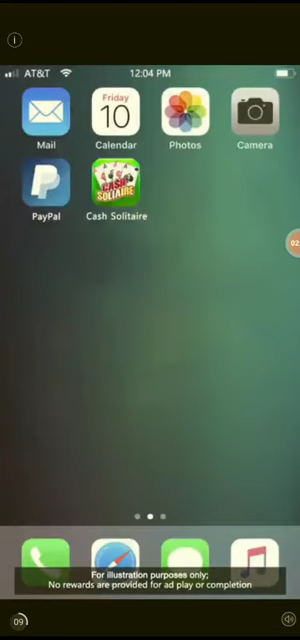 i
AT&T 12:04 PM
Friday
10
Mail Calendar Photos Camera
CASH
SOLITAIRE
PayPal Cash Solitaire
02
For illustration purposes only;
No rewards are provided for ad play or completion
09